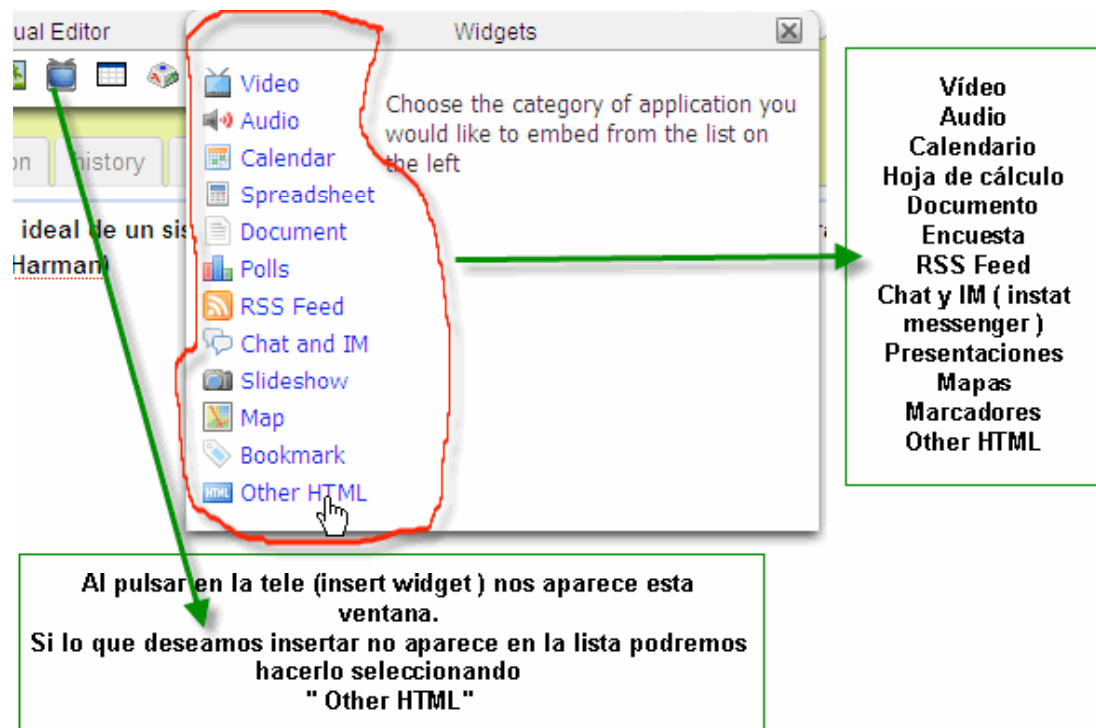 ual Editor
Widgets
Video
Audio
Calendar
Spreadsheet
Document
Polls
RSS Feed
Chat and IM
Slideshow
Map
Bookmark
Other HTML
HTML
Choose the category of application you
would like to embed from the list on
the left
on history
ideal de un sis
Harman)
Vídeo
Audio
Calendario
Hoja de cálculo
Documento
Encuesta
RSS Feed
Chat y IM ( instat
messenger )
Presentaciones
Mapas
Marcadores
Other HTML
Al pulsar en la tele (insert widget ) nos aparece esta
ventana.
Si lo que deseamos insertar no aparece en la lista podremos
hacerlo seleccionando
" Other HTML"